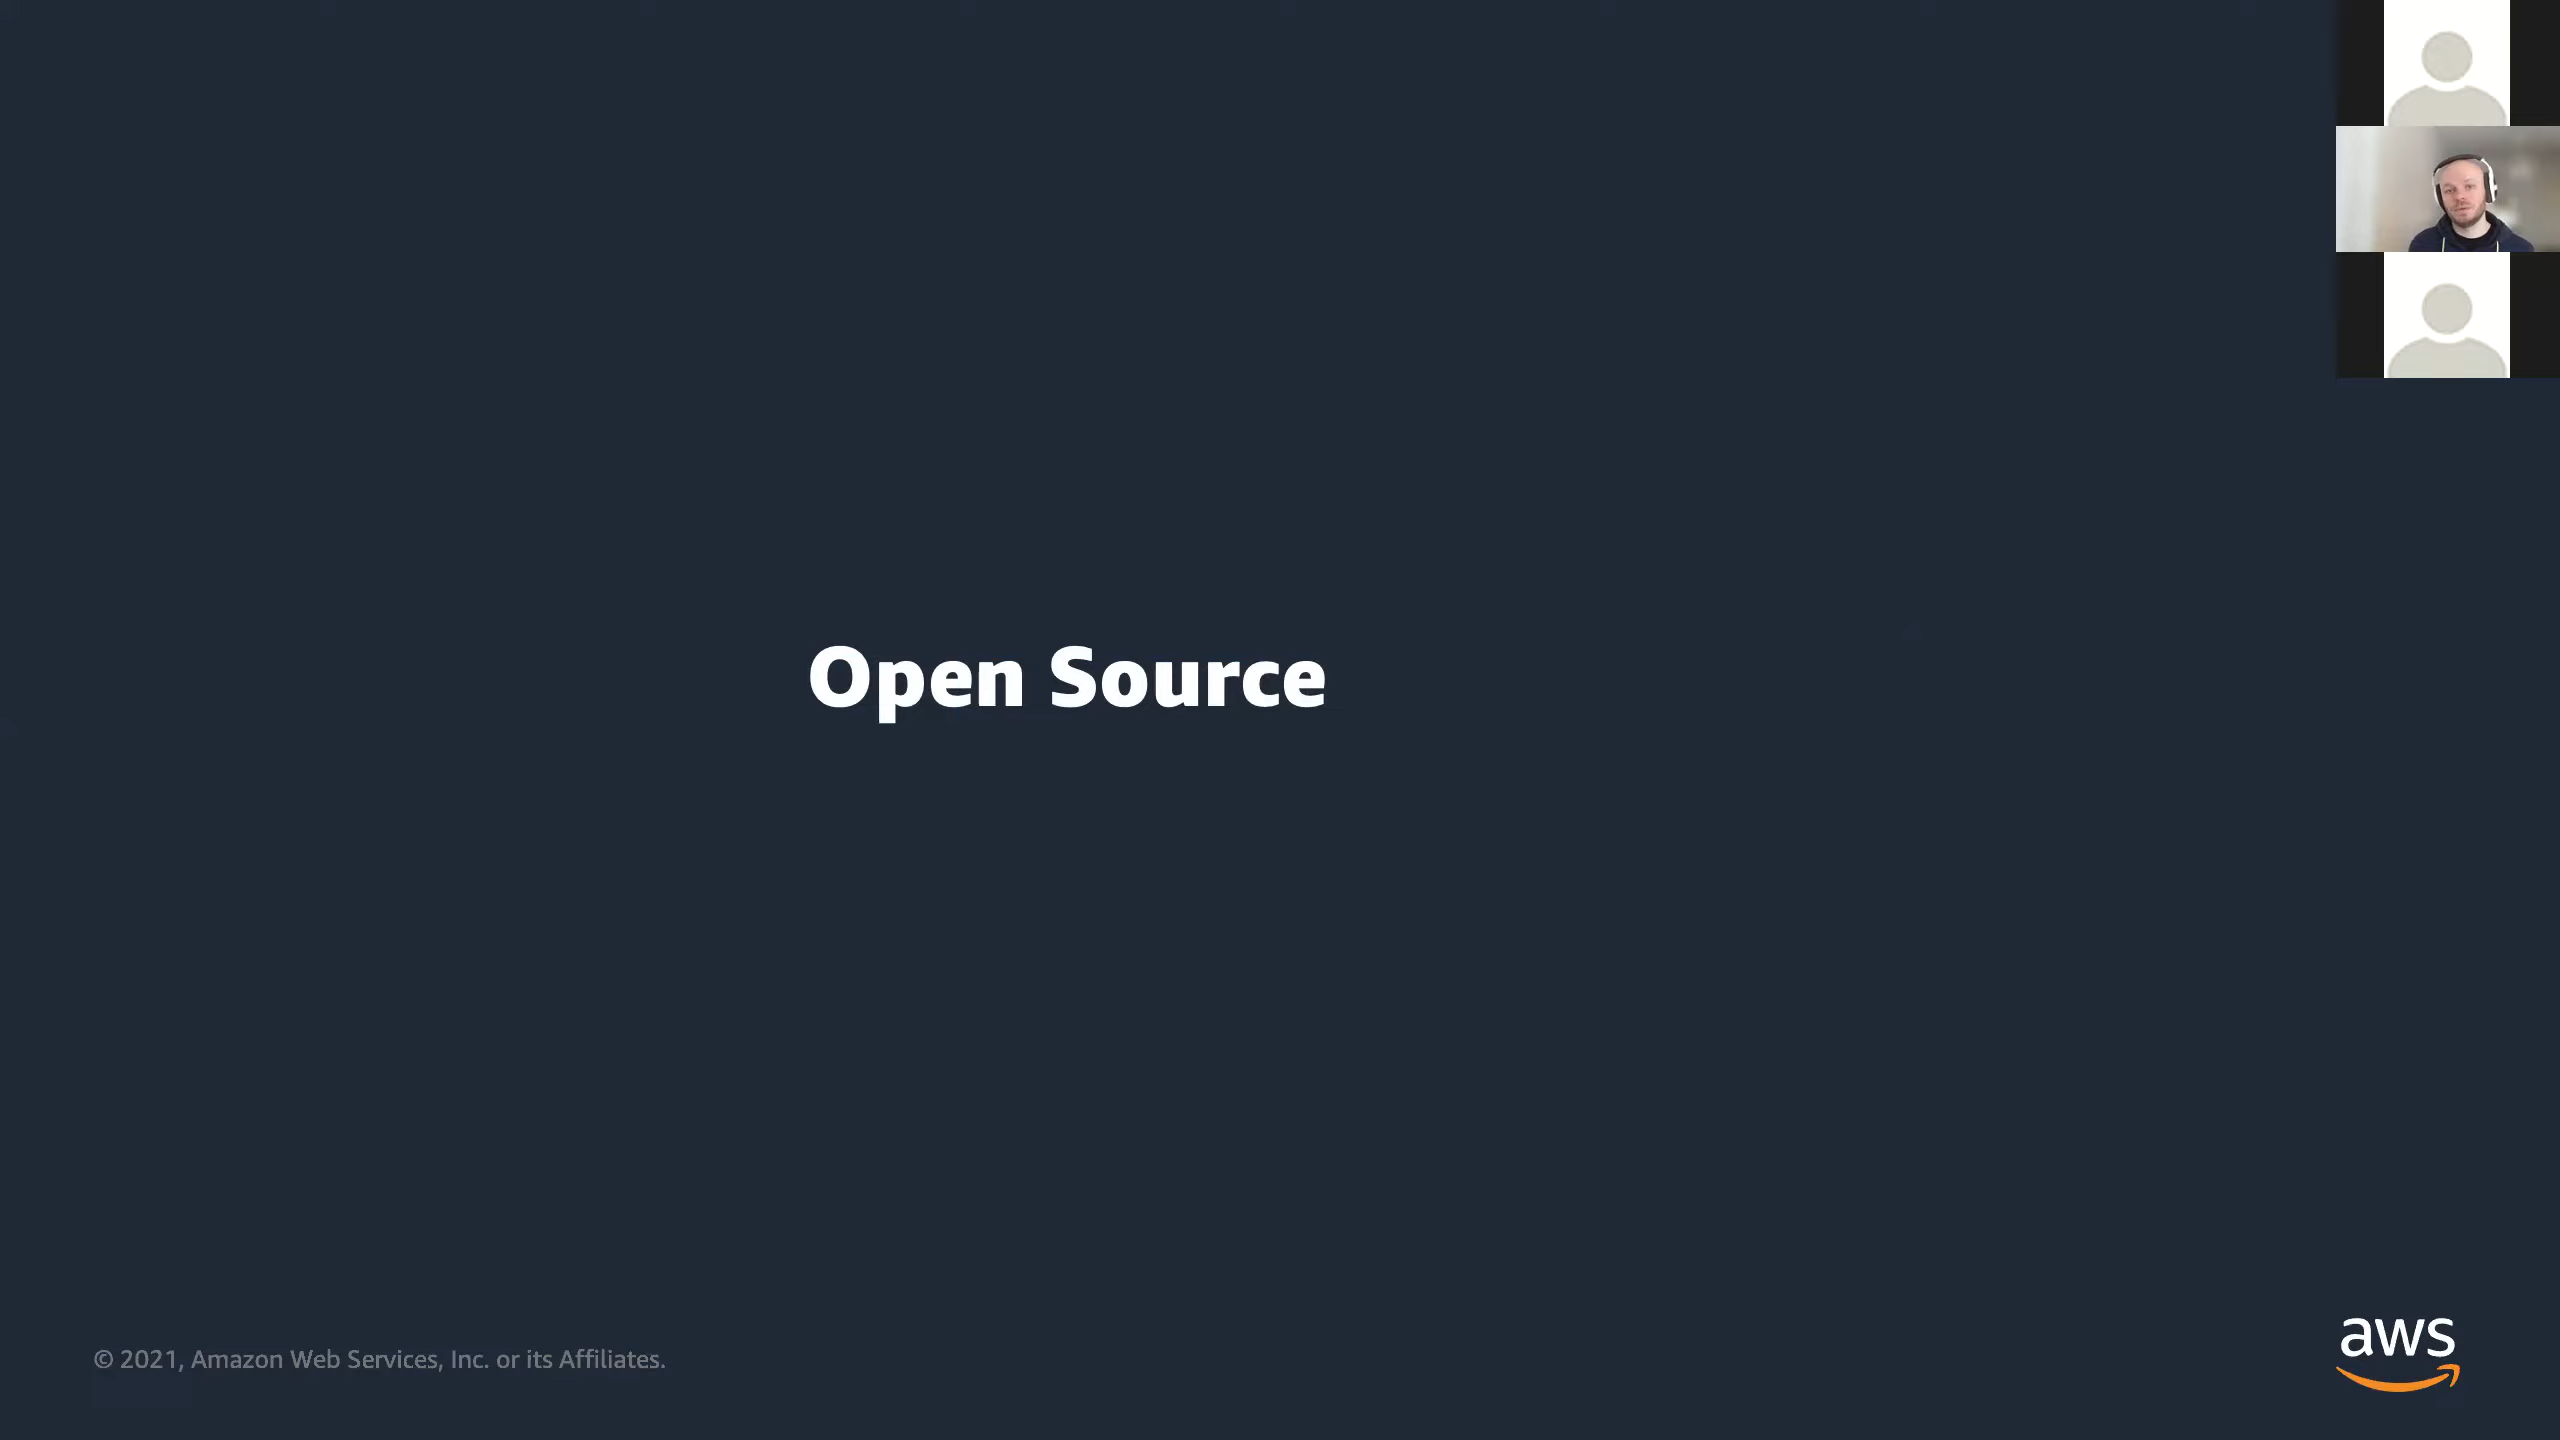 Open Source
© 2021, Amazon Web Services, Inc. or its Affiliates.
aws